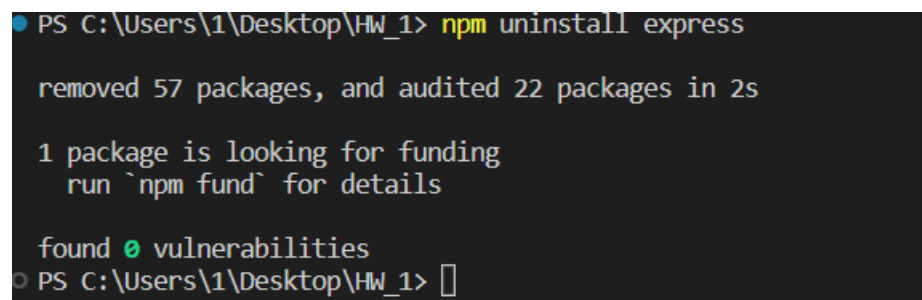 PS C:\Users\1\Desktop\HW_1> npm uninstall express
removed 57 packages, and audited 22 packages in 2s
1 package is looking for funding
run `npm fund` for details
found 0 vulnerabilities
PS C:\Users\1\Desktop\HW_1>